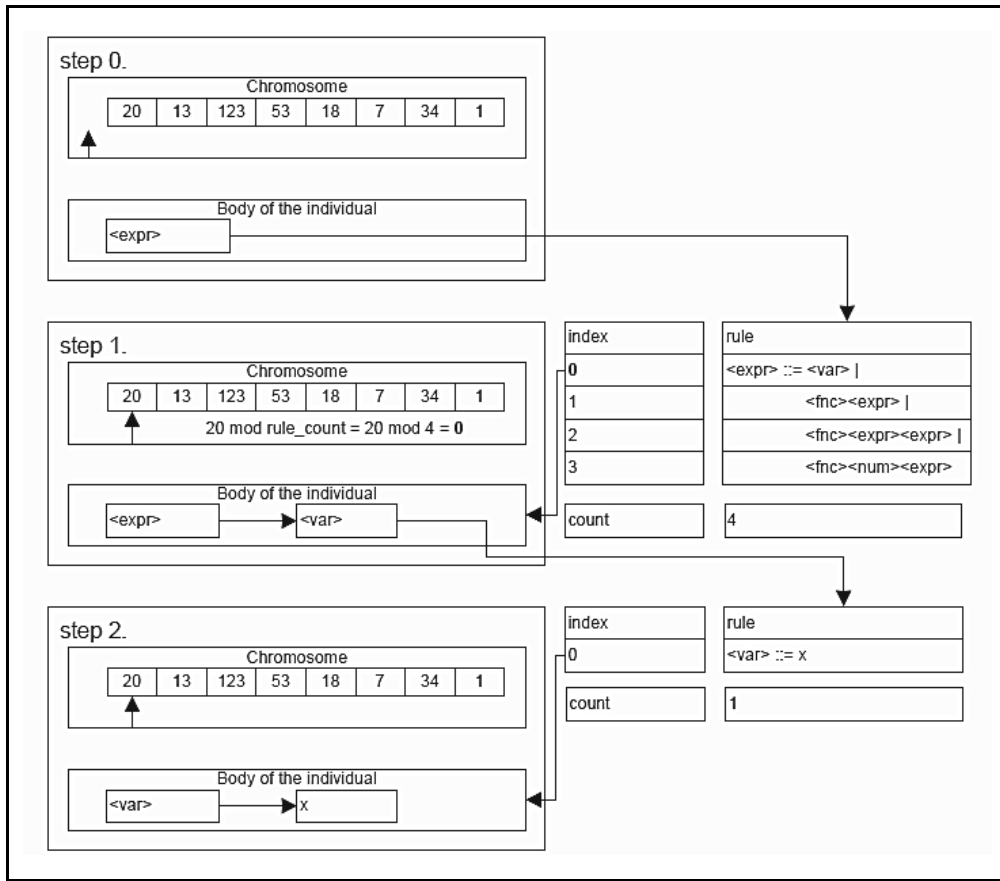 step 0.
Chromosome
20 13 123 53 18 7 34 1
Body of the individual
<expr>
step 1.
Chromosome
20 13 123 53 18 7 34 1
20 mod rule_count = 20 mod 4 = 0
Body of the individual
<expr> <var>
index rule
0 <expr> ::= <var> |
1 <fnc><expr> |
2 <fnc><expr><expr> |
3 <fnc><num><expr>
count 4
step 2.
Chromosome
20 13 123 53 18 7 34 1
Body of the individual
<var> x
index rule
0 <var> ::= x
count 1